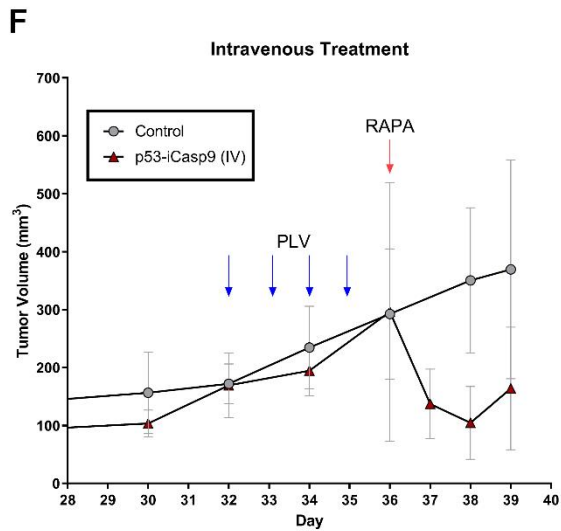 F
Intravenous Treatment
700
600
500
400
300
200
100
0
Tumor Volume (mm³)
Control
p53-iCasp9 (IV)
PLV
RAPA
28 29 30 31 32 33 34 35 36 37 38 39 40
Day